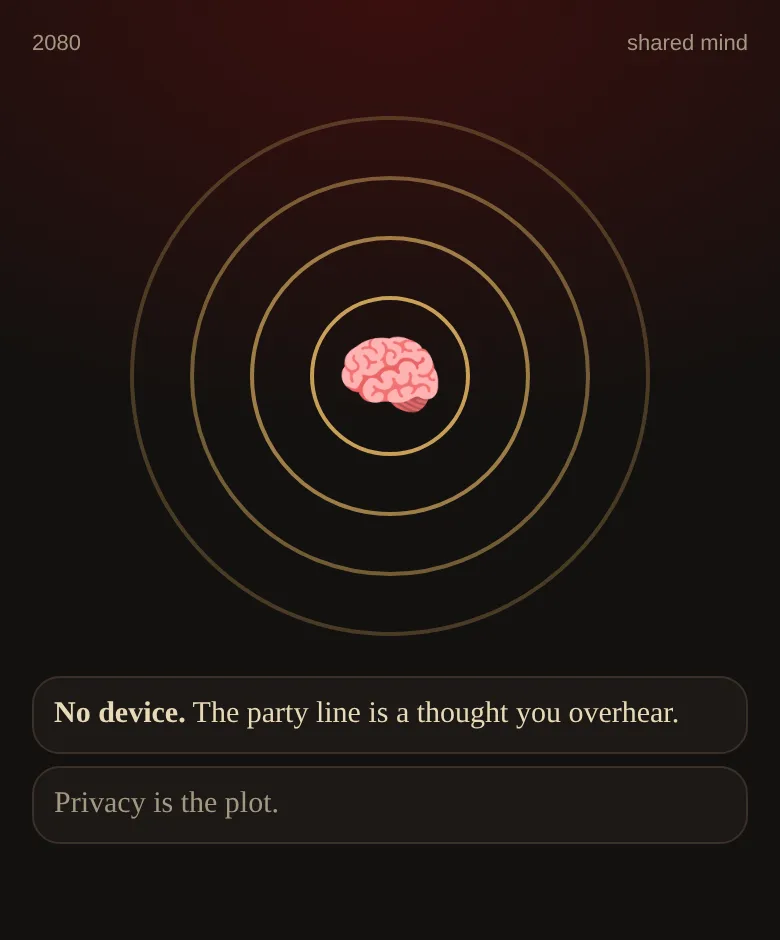 2080
shared mind
No device. The party line is a thought you overhear.
Privacy is the plot.